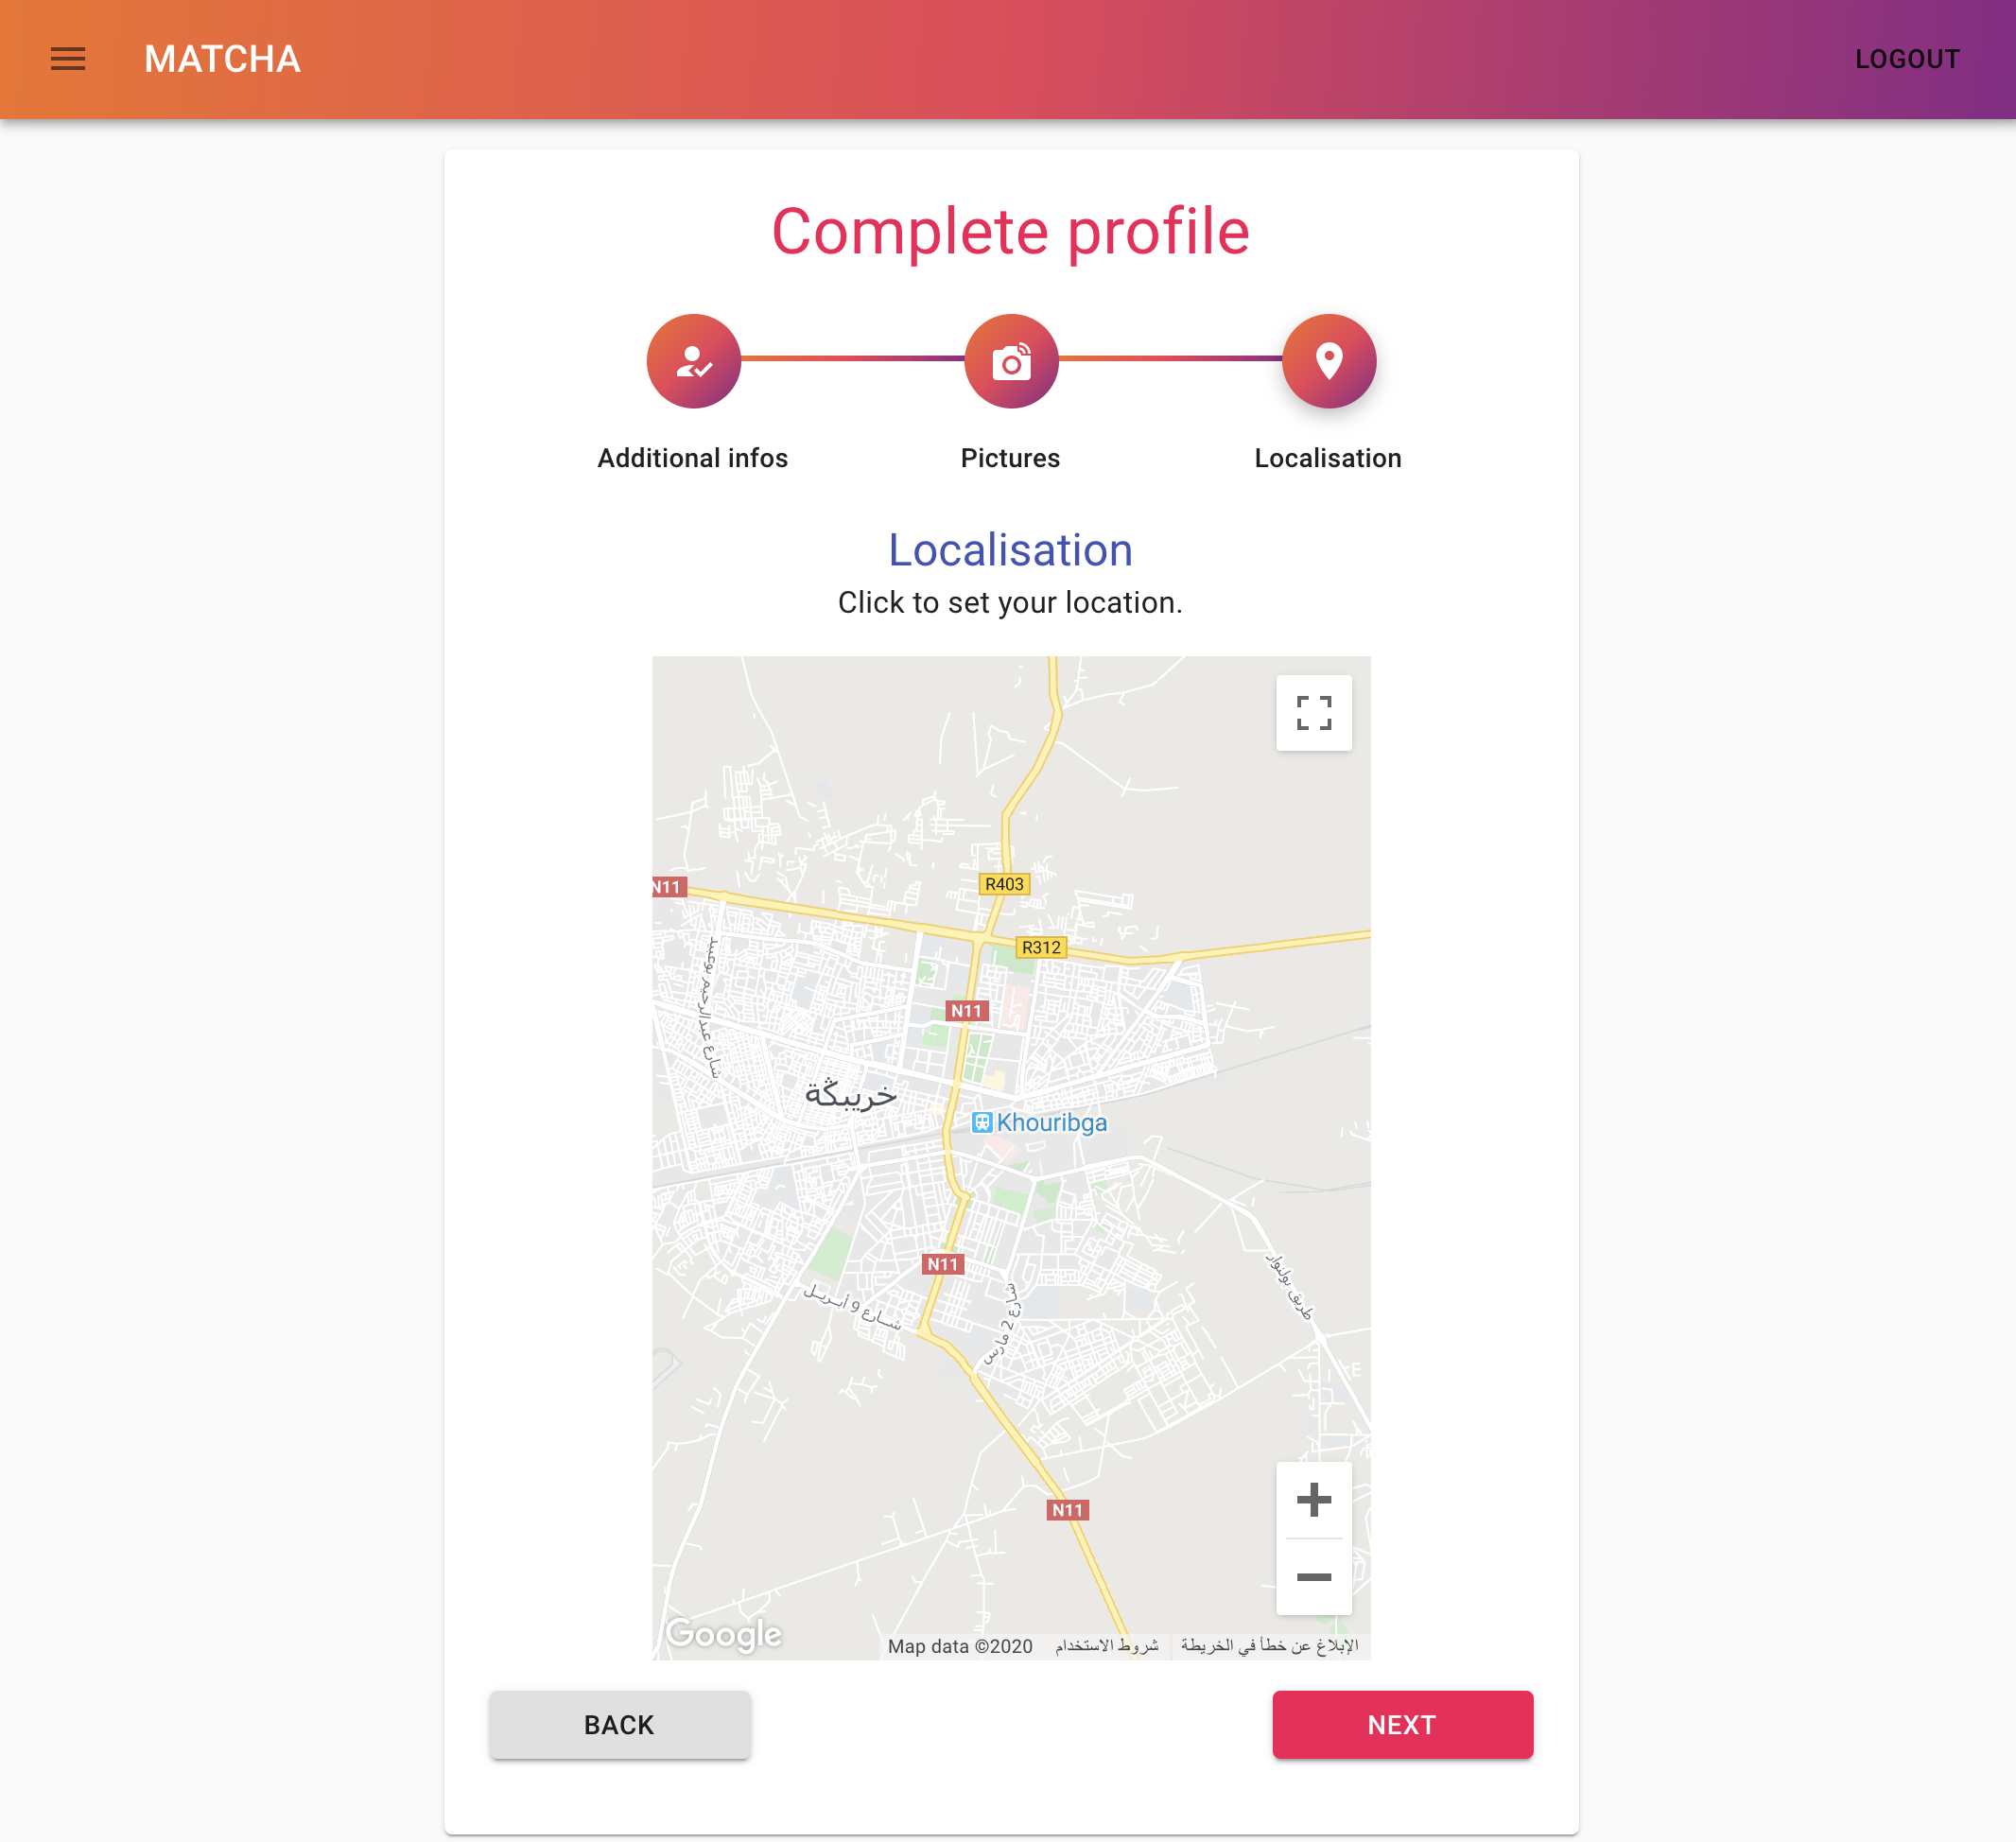 MATCHA
LOGOUT
Complete profile
Additional infos
Pictures
Localisation
Localisation
Click to set your location.
R403
N11
R312
شارع عبدالرحيم بوعبيد
N11
خريبݣة
Khouribga
N11
طريق بولنوار
شارع 9 أبريل
شارع 2 مارس
E
N11
Google
Map data ©2020
شروط الاستخدام
الإبلاغ عن خطأ في الخريطة
BACK
NEXT